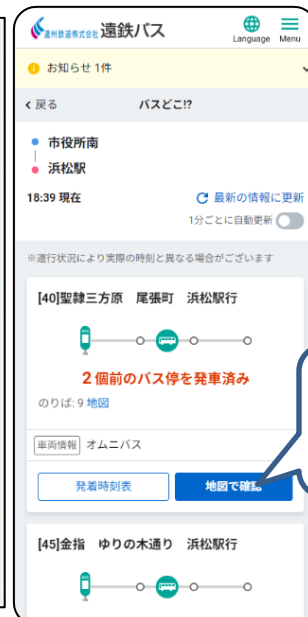 遠州鉄道株式会社 遠鉄バス
Language Menu
お知らせ 1件
戻る バスどこ!?
市役所南
浜松駅
18:39 現在 最新の情報に更新
1分ごとに自動更新
※運行状況により実際の時刻と異なる場合がございます
[40]聖隷三方原 尾張町 浜松駅行
2個前のバス停を発車済み
のりば: 9 地図
車両情報 オムニバス
発着時刻表 地図で確認
[45]金指 ゆりの木通り 浜松駅行